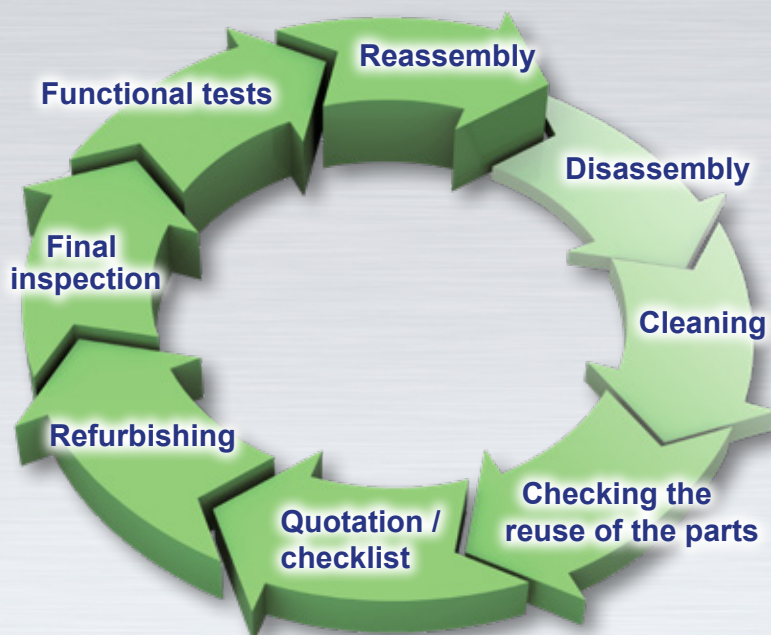 Reassembly
Disassembly
Cleaning
Checking the
reuse of the parts
Quotation /
checklist
Refurbishing
Final
inspection
Functional tests